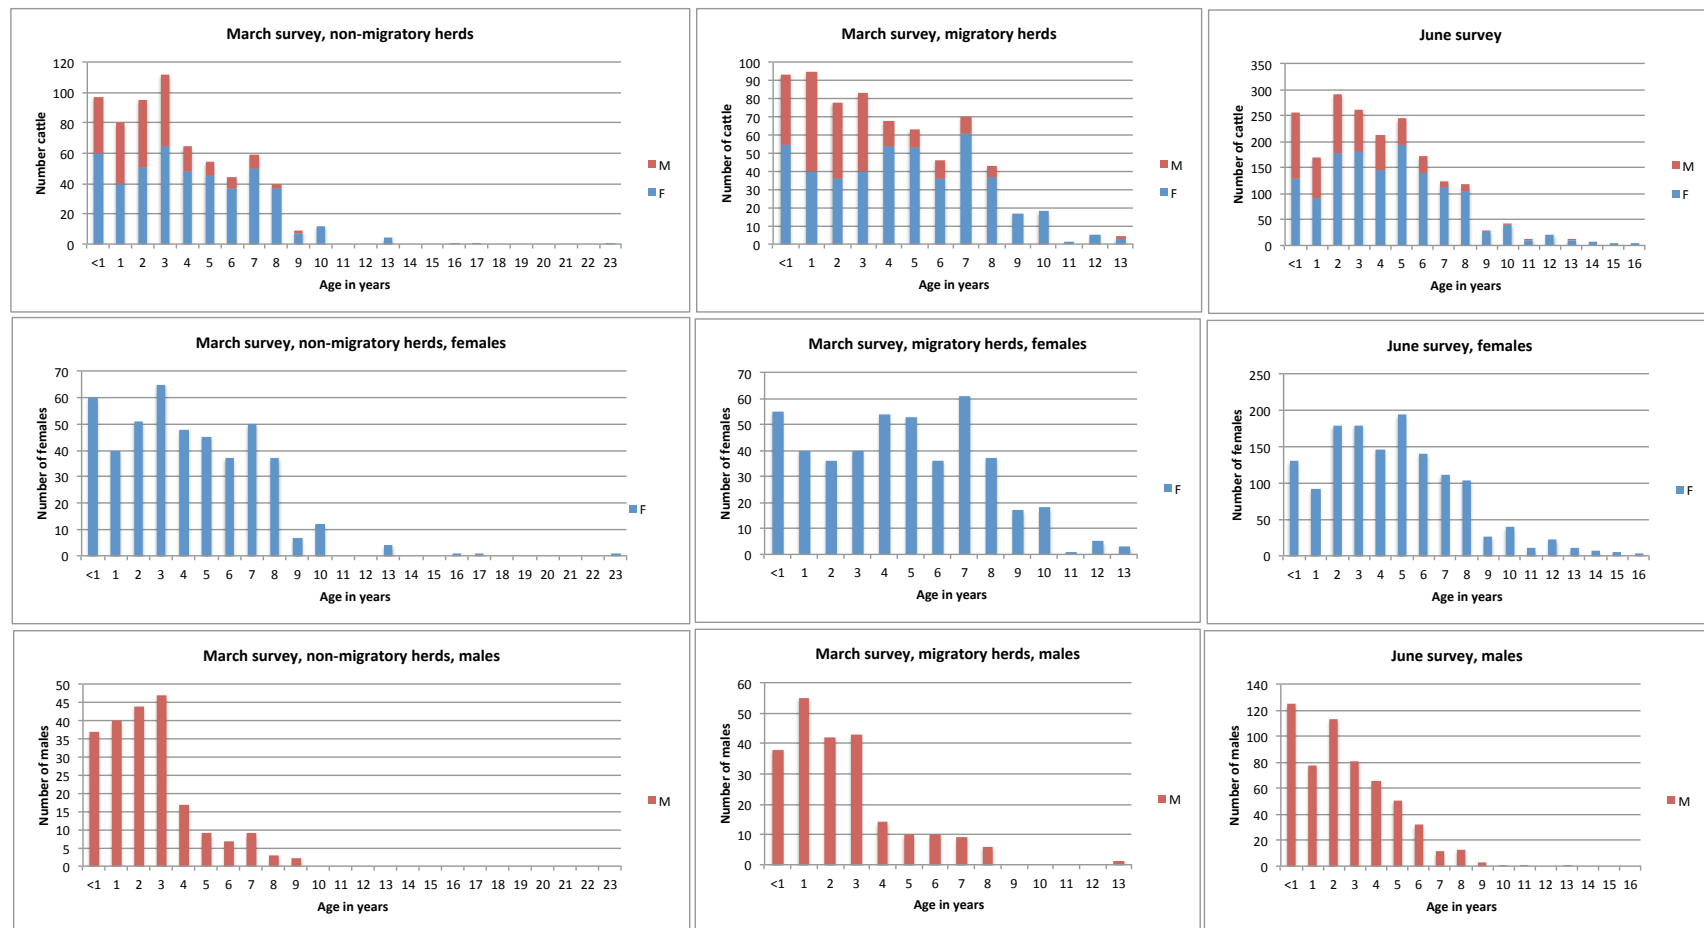 March survey, non-migratory herds
Number cattle
120
100
80
60
40
20
0
<1 1 2 3 4 5 6 7 8 9 10 11 12 13 14 15 16 17 18 19 20 21 22 23
Age in years
M
F
March survey, migratory herds
Number of cattle
100
90
80
70
60
50
40
30
20
10
0
<1 1 2 3 4 5 6 7 8 9 10 11 12 13
Age in years
M
F
June survey
Number of cattle
350
300
250
200
150
100
50
0
<1 1 2 3 4 5 6 7 8 9 10 11 12 13 14 15 16
Age in years
M
F
March survey, non-migratory herds, females
Number of females
70
60
50
40
30
20
10
0
<1 1 2 3 4 5 6 7 8 9 10 11 12 13 14 15 16 17 18 19 20 21 22 23
Age in years
F
March survey, migratory herds, females
Number of females
70
60
50
40
30
20
10
0
<1 1 2 3 4 5 6 7 8 9 10 11 12 13
Age in years
F
June survey, females
Number of females
250
200
150
100
50
0
<1 1 2 3 4 5 6 7 8 9 10 11 12 13 14 15 16
Age in years
F
March survey, non-migratory herds, males
Number of males
50
45
40
35
30
25
20
15
10
5
0
<1 1 2 3 4 5 6 7 8 9 10 11 12 13 14 15 16 17 18 19 20 21 22 23
Age in years
M
March survey, migratory herds, males
Number of males
60
50
40
30
20
10
0
<1 1 2 3 4 5 6 7 8 9 10 11 12 13
Age in years
M
June survey, males
Number of males
140
120
100
80
60
40
20
0
<1 1 2 3 4 5 6 7 8 9 10 11 12 13 14 15 16
Age in years
M